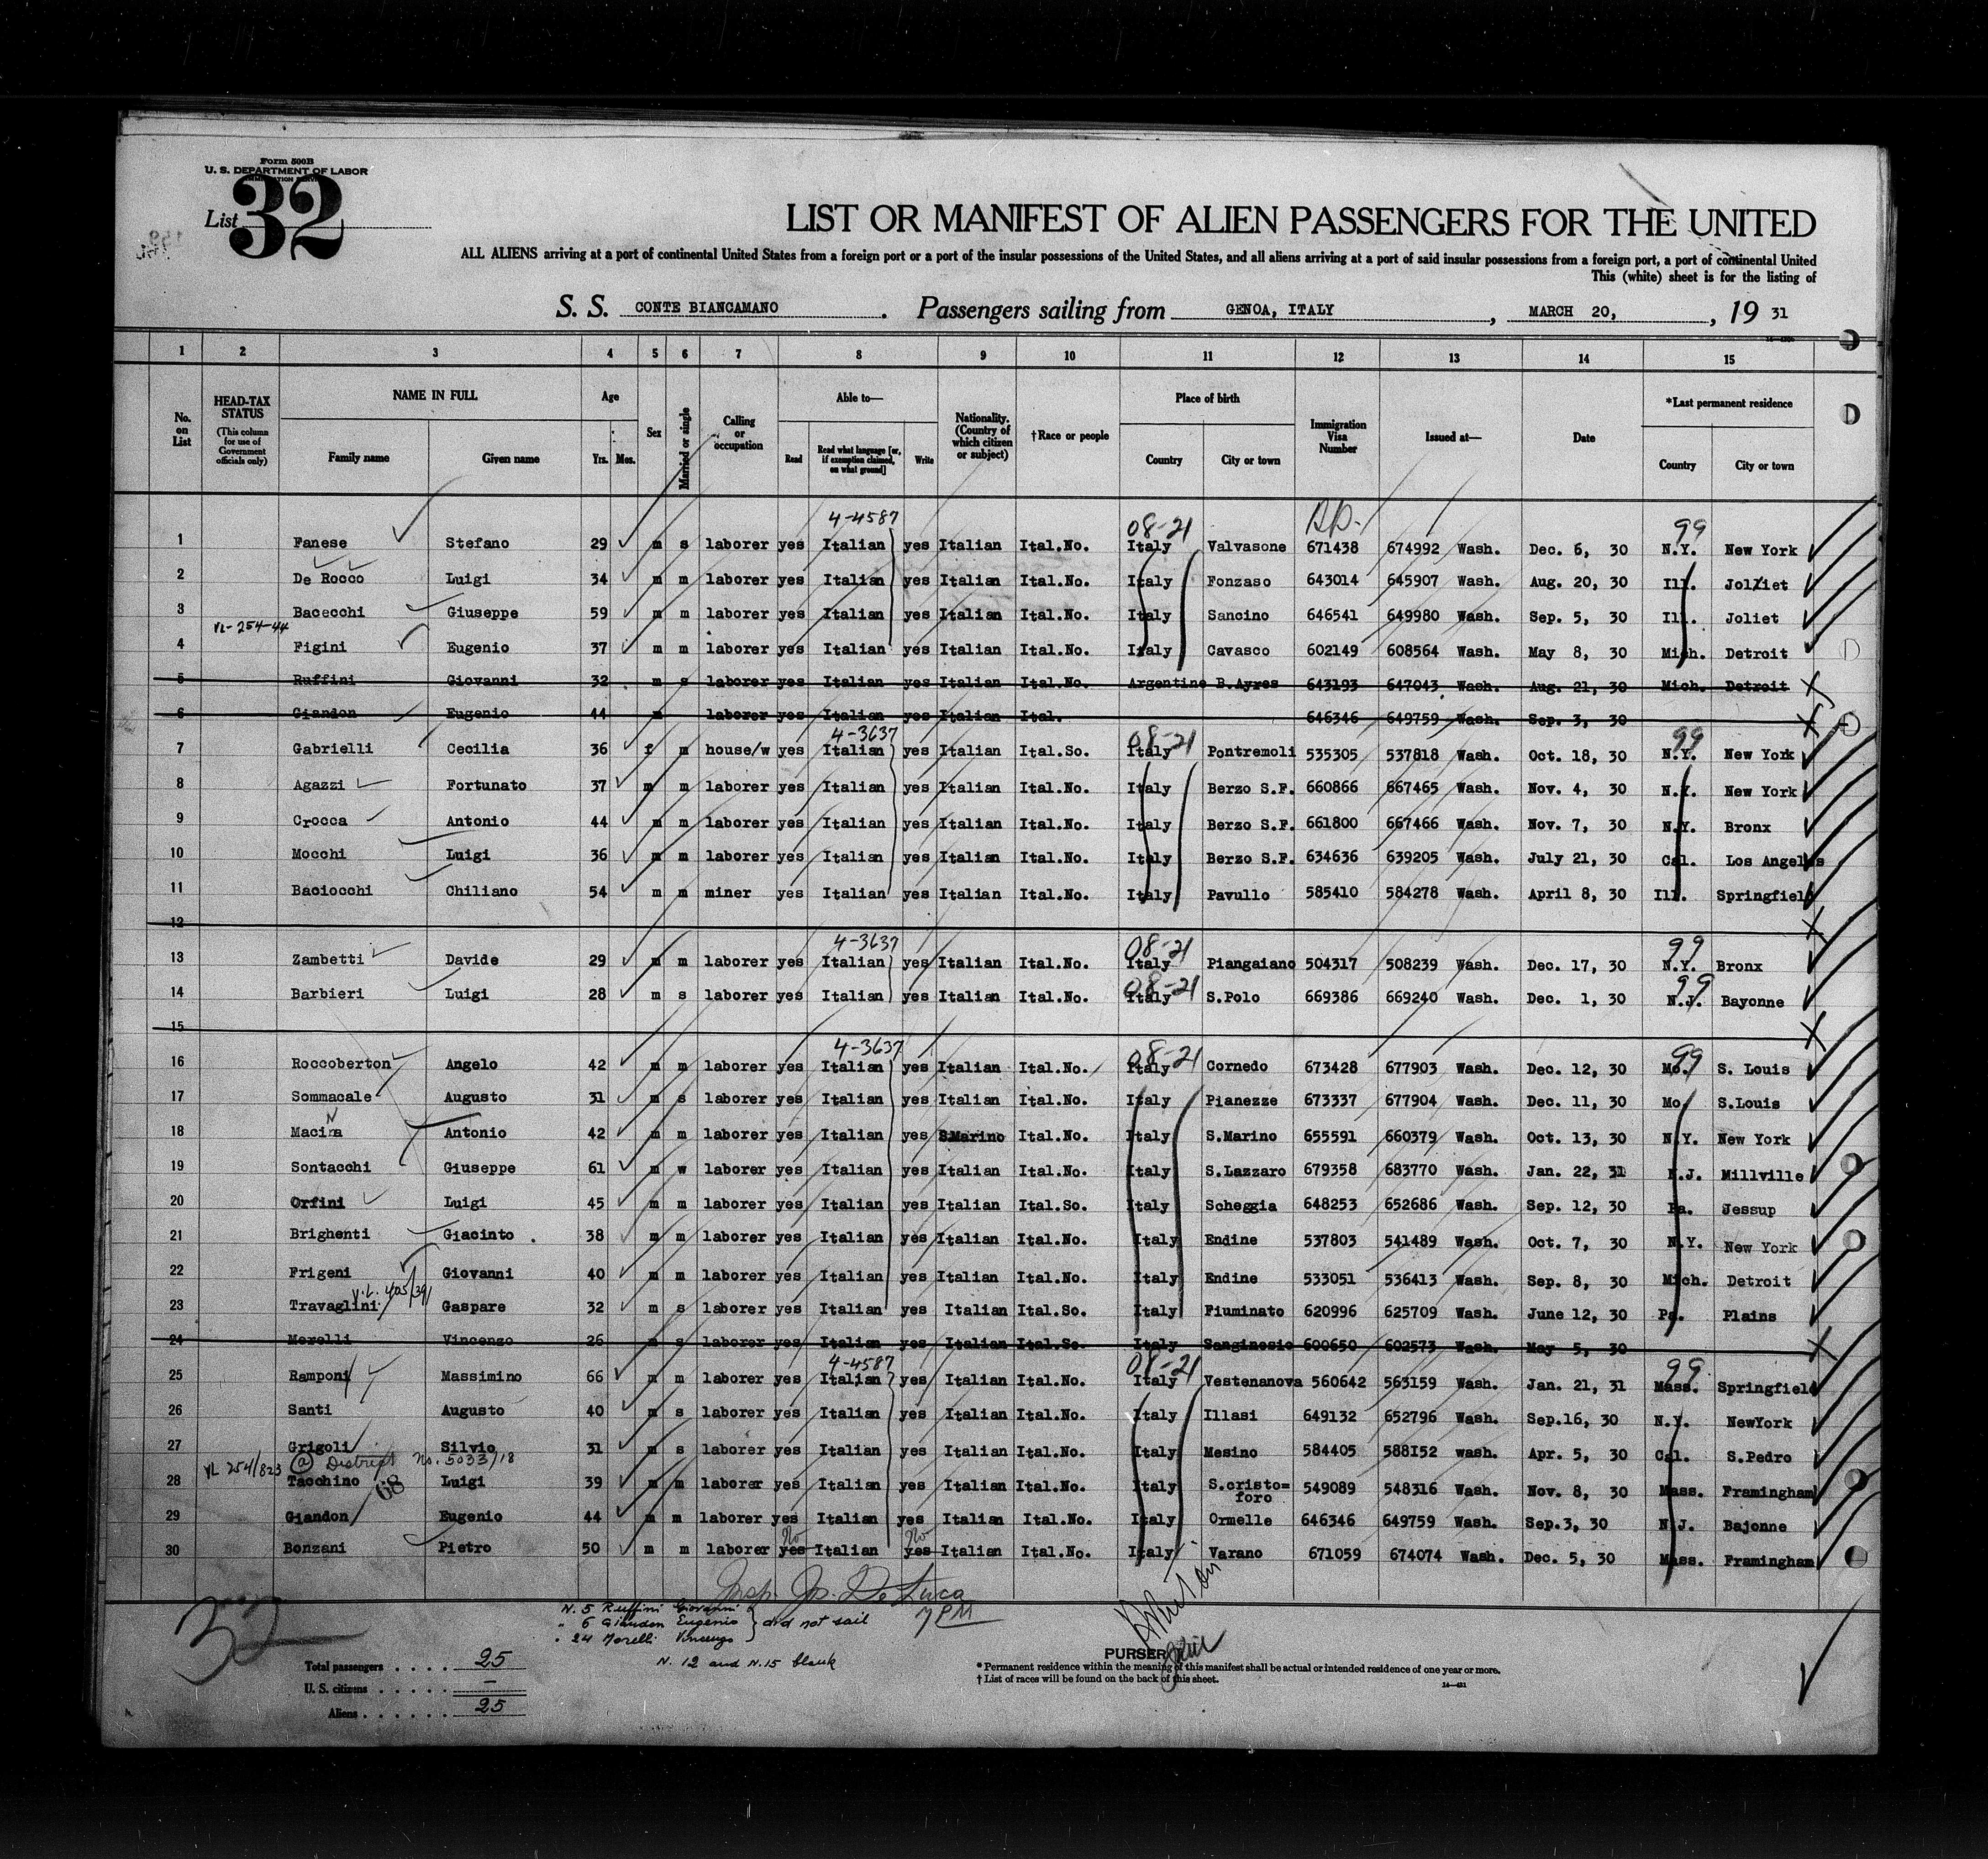 Form 500B
U. S. DEPARTMENT OF LABOR
List 32
LIST OR MANIFEST OF ALIEN PASSENGERS FOR THE UNITED
ALL ALIENS arriving at a port of continental United States from a foreign port or a port of the insular possessions of the United States, and all aliens arriving at a port of said insular possessions from a foreign port, a port of continental United
This (white) sheet is for the listing of
S. S. CONTE BIANCAMANO. Passengers sailing from GENOA, ITALY, MARCH 20, , 19 31
1 2 3 4 5 6 7 8 9 10 11 12 13 14 15
No. on List
HEAD-TAX STATUS (This column for use of Government officials only)
NAME IN FULL
Family name Given name
Age
Yrs. Mos.
Sex
Married or single
Calling or occupation
Able to—
Read
Read what language [or, if exemption claimed, on what ground]
Write
Nationality. (Country of which citizen or subject)
†Race or people
Place of birth
Country City or town
Immigration Visa Number
Issued at—
Date
*Last permanent residence
Country City or town
4-4587 08-21 99
1 Fanese Stefano 29 m s laborer yes Italian yes Italian Ital.No. Italy Valvasone 671438 674992 Wash. Dec. 6, 30 N.Y. New York
2 De Rocco Luigi 34 m m laborer yes Italian yes Italian Ital.No. Italy Fonzaso 643014 645907 Wash. Aug. 20, 30 Ill. Joliet
3 Bacecchi Giuseppe 59 m m laborer yes Italian yes Italian Ital.No. Italy Sancino 646541 649980 Wash. Sep. 5, 30 Ill. Joliet
VL-254-44
4 Figini Eugenio 37 m m laborer yes Italian yes Italian Ital.No. Italy Cavasco 602149 608564 Wash. May 8, 30 Mich. Detroit
5 Ruffini Giovanni 32 m s laborer yes Italian yes Italian Ital.No. Argentine B.Ayres 643193 647043 Wash. Aug. 21, 30 Mich. Detroit X
6 Giandon Eugenio 44 m laborer yes Italian yes Italian Ital. 646346 649759 Wash. Sep. 3, 30 X
4-3637 08-21 99
7 Gabrielli Cecilia 36 f m house/w yes Italian yes Italian Ital.So. Italy Pontremoli 535305 537818 Wash. Oct. 18, 30 N.Y. New York
8 Agazzi Fortunato 37 m m laborer yes Italian yes Italian Ital.No. Italy Berzo S.F. 660866 667465 Wash. Nov. 4, 30 N.Y. New York
9 Crocca Antonio 44 m m laborer yes Italian yes Italian Ital.No. Italy Berzo S.F. 661800 667466 Wash. Nov. 7, 30 N.Y. Bronx
10 Mocchi Luigi 36 m m laborer yes Italian yes Italian Ital.No. Italy Berzo S.F. 634636 639205 Wash. July 21, 30 Cal. Los Angeles
11 Baciocchi Chiliano 54 m m miner yes Italian yes Italian Ital.No. Italy Pavullo 585410 584278 Wash. April 8, 30 Ill. Springfield
12 X
4-3637 08-21 99
13 Zambetti Davide 29 m m laborer yes Italian yes Italian Ital.No. Italy Piangaiano 504317 508239 Wash. Dec. 17, 30 N.Y. Bronx
08-21 99
14 Barbieri Luigi 28 m s laborer yes Italian yes Italian Ital.No. Italy S.Polo 669386 669240 Wash. Dec. 1, 30 N.J. Bayonne
15 X
4-3637 08-21 99
16 Roccoberton Angelo 42 m m laborer yes Italian yes Italian Ital.No. Italy Cornedo 673428 677903 Wash. Dec. 12, 30 Mo. S. Louis
17 Sommacale Augusto 31 m s laborer yes Italian yes Italian Ital.No. Italy Pianezze 673337 677904 Wash. Dec. 11, 30 Mo. S.Louis
N
18 Macina Antonio 42 m m laborer yes Italian yes S.Marino Ital.No. Italy S.Marino 655591 660379 Wash. Oct. 13, 30 N.Y. New York
19 Sontacchi Giuseppe 61 m w laborer yes Italian yes Italian Ital.No. Italy S.Lazzaro 679358 683770 Wash. Jan. 22, 31 N.J. Millville
20 Orfini Luigi 45 m m laborer yes Italian yes Italian Ital.So. Italy Scheggia 648253 652686 Wash. Sep. 12, 30 Pa. Jessup
21 Brighenti Giacinto . 38 m m laborer yes Italian yes Italian Ital.No. Italy Endine 537803 541489 Wash. Oct. 7, 30 N.Y. New York
22 Frigeni Giovanni 40 m m laborer yes Italian yes Italian Ital.No. Italy Endine 533051 536413 Wash. Sep. 8, 30 Mich. Detroit
V.L. 405/391
23 Travaglini Gaspare 32 m s laborer yes Italian yes Italian Ital.So. Italy Fiuminato 620996 625709 Wash. June 12, 30 Pa. Plains
24 Morelli Vincenzo 26 m s laborer yes Italian yes Italian Ital.So. Italy Sanginesio 600650 602573 Wash. May 5, 30 X
4-4587 08-21 99
25 Ramponi Massimino 66 m m laborer yes Italian yes Italian Ital.No. Italy Vestenanova 560642 563159 Wash. Jan. 21, 31 Mass. Springfield
26 Santi Augusto 40 m s laborer yes Italian yes Italian Ital.No. Italy Illasi 649132 652796 Wash. Sep.16, 30 N.Y. NewYork
27 Grigoli Silvio 31 m s laborer yes Italian yes Italian Ital.No. Italy Mesino 584405 588152 wash. Apr. 5, 30 Cal. S.Pedro
VL 254/823 District No. 5033/18
28 Tacchino 68 Luigi 39 m m laborer yes Italian yes Italian Ital.No. Italy S.cristo=foro 549089 548316 Wash. Nov. 8, 30 Mass. Framingham
29 Giandon Eugenio 44 m m laborer yes Italian yes Italian Ital.No. Italy Ormelle 646346 649759 Wash. Sep.3, 30 N.J. Bajonne
No No
30 Bonzani Pietro 50 m m laborer yes Italian yes Italian Ital.No. Italy Varano 671059 674074 Wash. Dec. 5, 30 Mass. Framingham
Insp. Jp. De Luca
7 PM
32
N. 5 Ruffini Giovanni
" 6 Giandon Eugenio } did not sail
" 24 Morelli Vincenzo
N. 12 and N.15 blank
Total passengers . . . . 25
U. S. citizens . . . . . —
Aliens . . . . . . 25
PURSER
* Permanent residence within the meaning of this manifest shall be actual or intended residence of one year or more.
† List of races will be found on the back of this sheet.